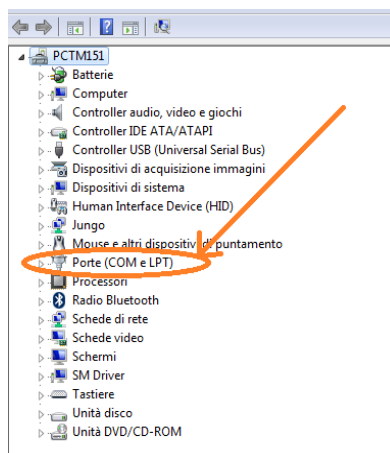 PCTM151
Batterie
Computer
Controller audio, video e giochi
Controller IDE ATA/ATAPI
Controller USB (Universal Serial Bus)
Dispositivi di acquisizione immagini
Dispositivi di sistema
Human Interface Device (HID)
Jungo
Mouse e altri dispositivi di puntamento
Porte (COM e LPT)
Processori
Radio Bluetooth
Schede di rete
Schede video
Schermi
SM Driver
Tastiere
Unità disco
Unità DVD/CD-ROM